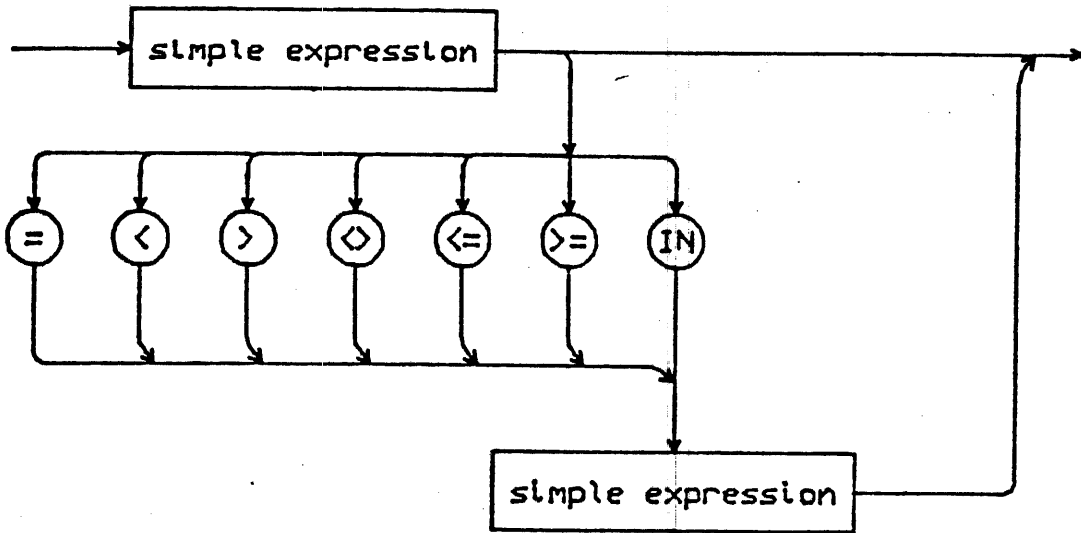 simple expression
= < > <> <= >= IN
simple expression